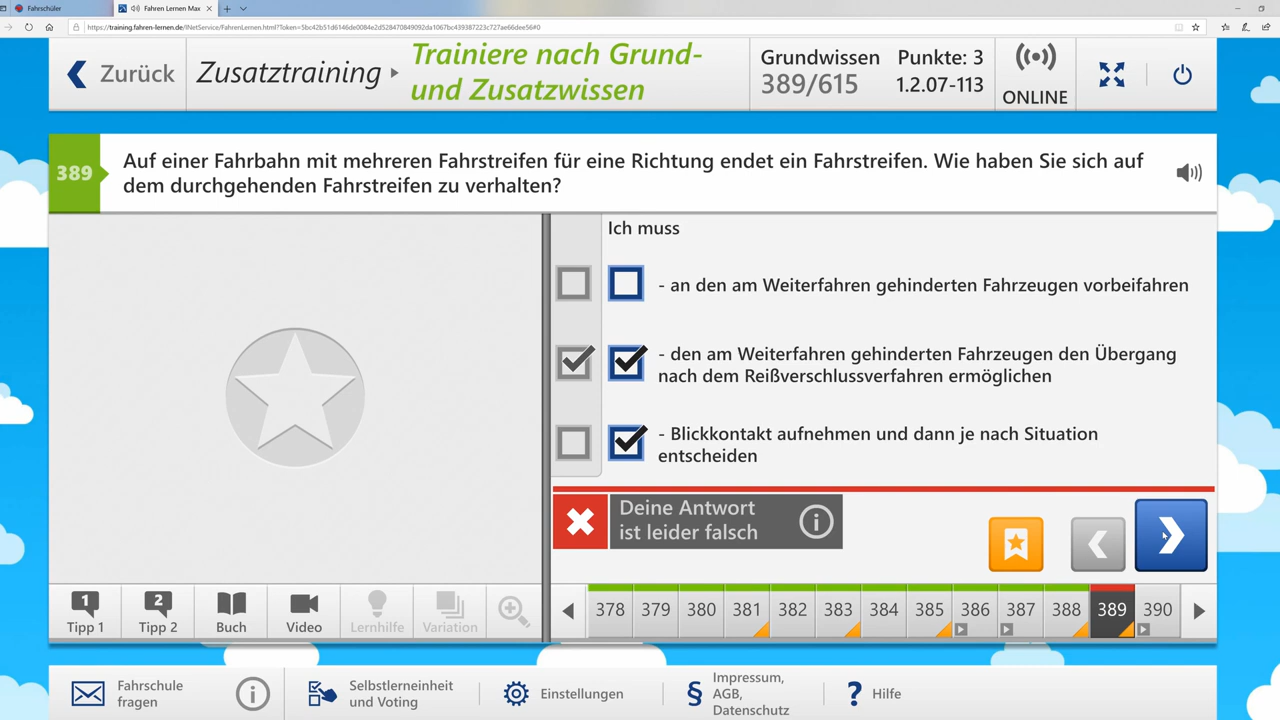 Fahrschüler
Fahren Lernen Max
https://training.fahren-lernen.de/INetService/FahrenLernen.html?Token=5bc42b51d6146de0084e2d528470849092da1067bc439387223c727ae66dee56#0
Zurück
Zusatztraining
Trainiere nach Grund-
und Zusatzwissen
Grundwissen
389/615
Punkte: 3
1.2.07-113
ONLINE
389
Auf einer Fahrbahn mit mehreren Fahrstreifen für eine Richtung endet ein Fahrstreifen. Wie haben Sie sich auf
dem durchgehenden Fahrstreifen zu verhalten?
Ich muss
- an den am Weiterfahren gehinderten Fahrzeugen vorbeifahren
- den am Weiterfahren gehinderten Fahrzeugen den Übergang
nach dem Reißverschlussverfahren ermöglichen
- Blickkontakt aufnehmen und dann je nach Situation
entscheiden
Deine Antwort
ist leider falsch
1
Tipp 1
2
Tipp 2
Buch
Video
Lernhilfe
Variation
378 379 380 381 382 383 384 385 386 387 388 389 390
Fahrschule
fragen
Selbstlerneinheit
und Voting
Einstellungen
§
Impressum,
AGB,
Datenschutz
?
Hilfe